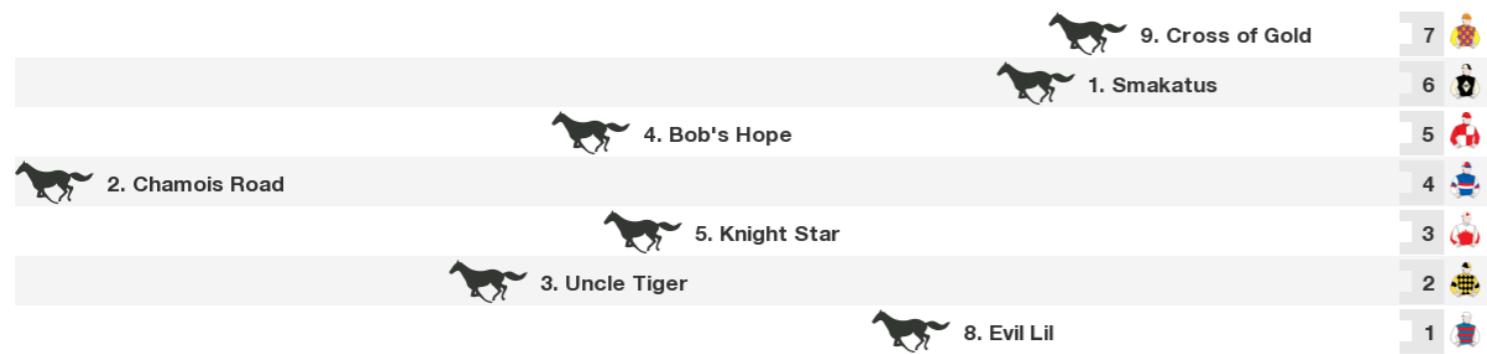 9. Cross of Gold 7
1. Smakatus 6
4. Bob's Hope 5
2. Chamois Road 4
5. Knight Star 3
3. Uncle Tiger 2
8. Evil Lil 1